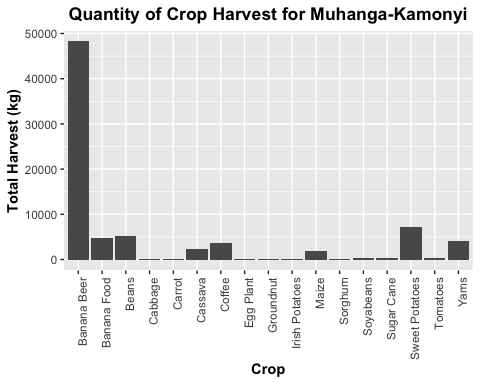 Quantity of Crop Harvest for Muhanga-Kamonyi
Total Harvest (kg)
50000
40000
30000
20000
10000
0
Banana Beer
Banana Food
Beans
Cabbage
Carrot
Cassava
Coffee
Egg Plant
Groundnut
Irish Potatoes
Maize
Sorghum
Soyabeans
Sugar Cane
Sweet Potatoes
Tomatoes
Yams
Crop